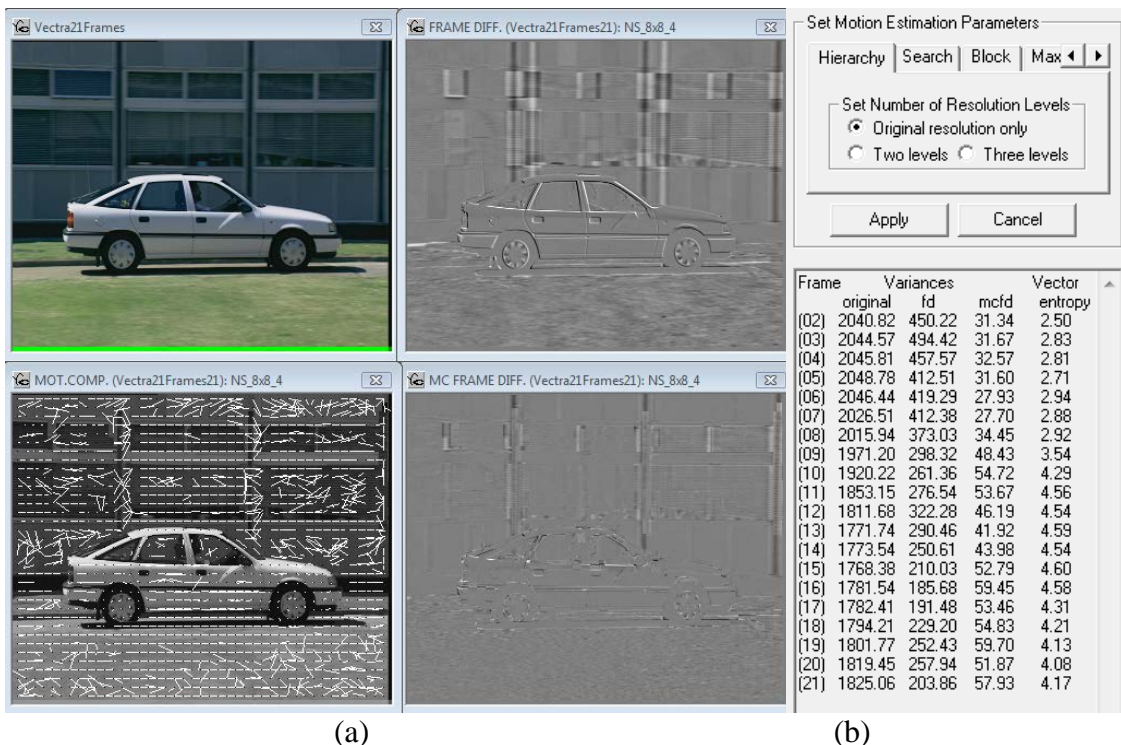 Vectra21Frames
FRAME DIFF. (Vectra21Frames21): NS_8x8_4
MOT.COMP. (Vectra21Frames21): NS_8x8_4
MC FRAME DIFF. (Vectra21Frames21): NS_8x8_4
(a)
Set Motion Estimation Parameters
Hierarchy Search Block Max
Set Number of Resolution Levels
Original resolution only
Two levels Three levels
Apply Cancel
Frame Variances Vector
original fd mcfd entropy
(02) 2040.82 450.22 31.34 2.50
(03) 2044.57 494.42 31.67 2.83
(04) 2045.81 457.57 32.57 2.81
(05) 2048.78 412.51 31.60 2.71
(06) 2046.44 419.29 27.93 2.94
(07) 2026.51 412.38 27.70 2.88
(08) 2015.94 373.03 34.45 2.92
(09) 1971.20 298.32 48.43 3.54
(10) 1920.22 261.36 54.72 4.29
(11) 1853.15 276.54 53.67 4.56
(12) 1811.68 322.28 46.19 4.54
(13) 1771.74 290.46 41.92 4.59
(14) 1773.54 250.61 43.98 4.54
(15) 1768.38 210.03 52.79 4.60
(16) 1781.54 185.68 59.45 4.58
(17) 1782.41 191.48 53.46 4.31
(18) 1794.21 229.20 54.83 4.21
(19) 1801.77 252.43 59.70 4.13
(20) 1819.45 257.94 51.87 4.08
(21) 1825.06 203.86 57.93 4.17
(b)